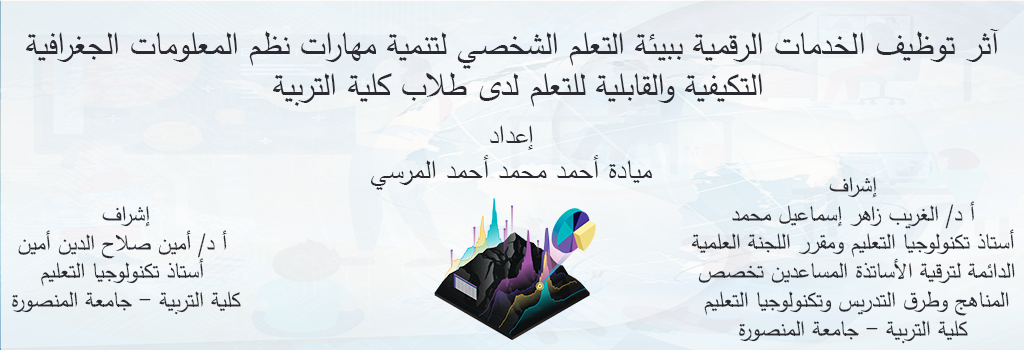 آثر توظيف الخدمات الرقمية ببيئة التعلم الشخصي لتنمية مهارات نظم المعلومات الجغرافية
التكيفية والقابلية للتعلم لدى طلاب كلية التربية
إعداد
ميادة أحمد محمد أحمد المرسي
إشراف
أ د/ الغريب زاهر إسماعيل محمد
أستاذ تكنولوجيا التعليم ومقرر اللجنة العلمية
الدائمة لترقية الأساتذة المساعدين تخصص
المناهج وطرق التدريس وتكنولوجيا التعليم
كلية التربية – جامعة المنصورة
إشراف
أ د/ أمين صلاح الدين أمين
أستاذ تكنولوجيا التعليم
كلية التربية – جامعة المنصورة